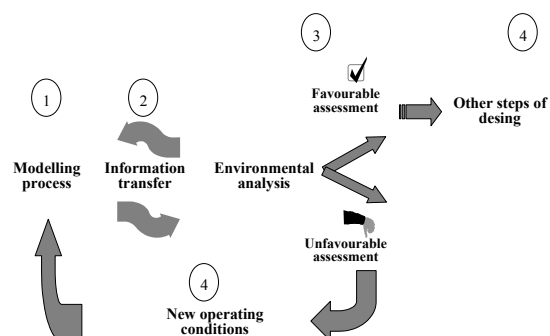 3
4
1
2
Favourable
assessment
Other steps of
desing
Modelling
process
Information
transfer
Environmental
analysis
Unfavourable
assessment
4
New operating
conditions